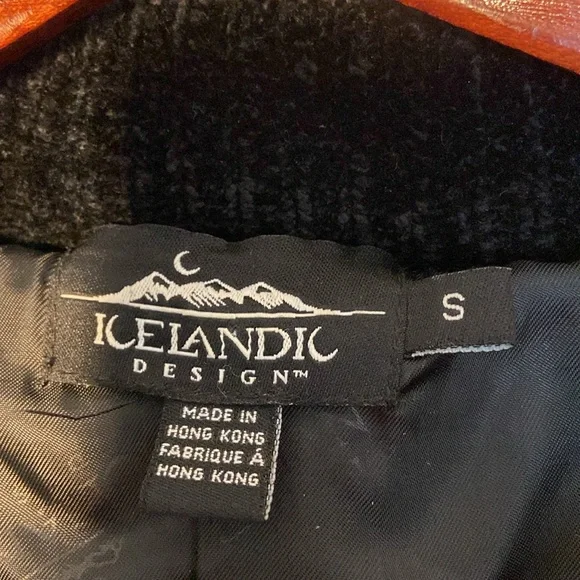 ICELANDIC
DESIGN™
S
MADE IN
HONG KONG
FABRIQUE Á
HONG KONG